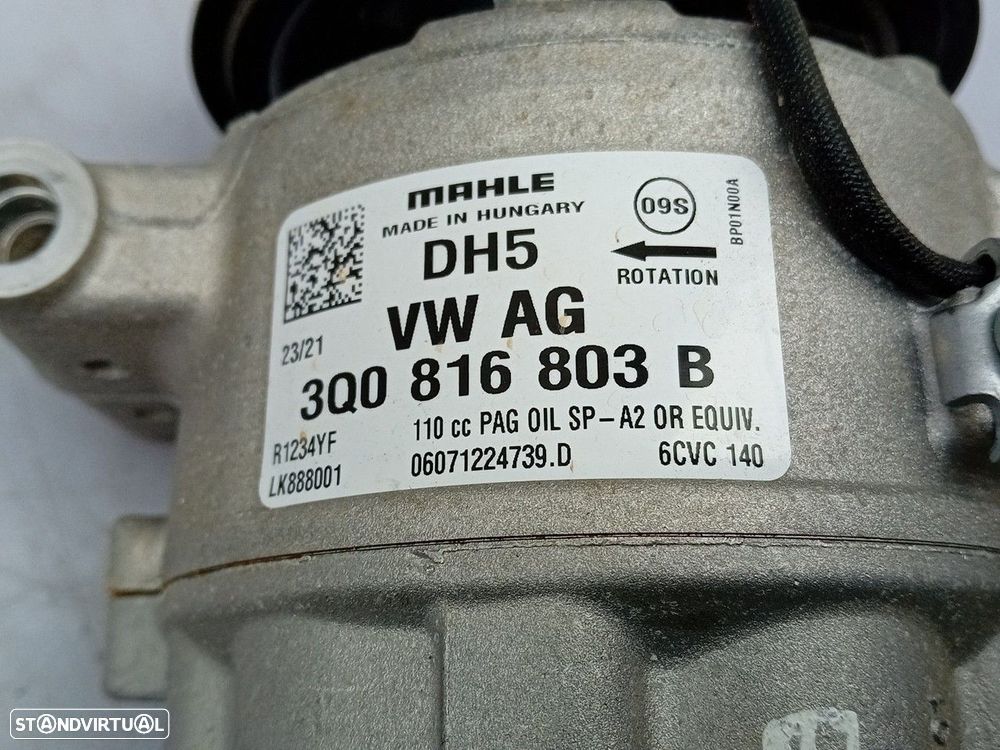 MAHLE
MADE IN HUNGARY
09S
BP01N00A
DH5
ROTATION
VW AG
23/21
3Q0 816 803 B
R1234YF
110 cc PAG OIL SP-A2 OR EQUIV.
LK888001
06071224739.D
6CVC 140
STANDVIRTUAL